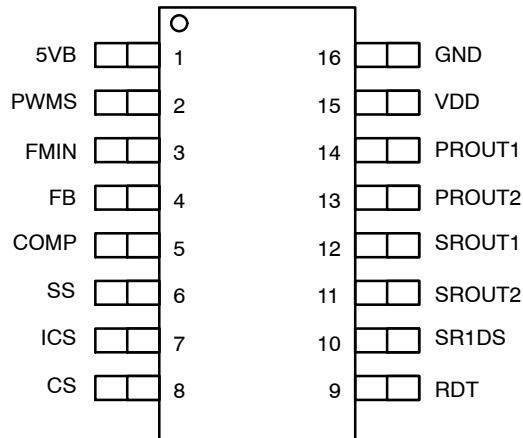 5VB 1 16 GND
PWMS 2 15 VDD
FMIN 3 14 PROUT1
FB 4 13 PROUT2
COMP 5 12 SROUT1
SS 6 11 SROUT2
ICS 7 10 SR1DS
CS 8 9 RDT